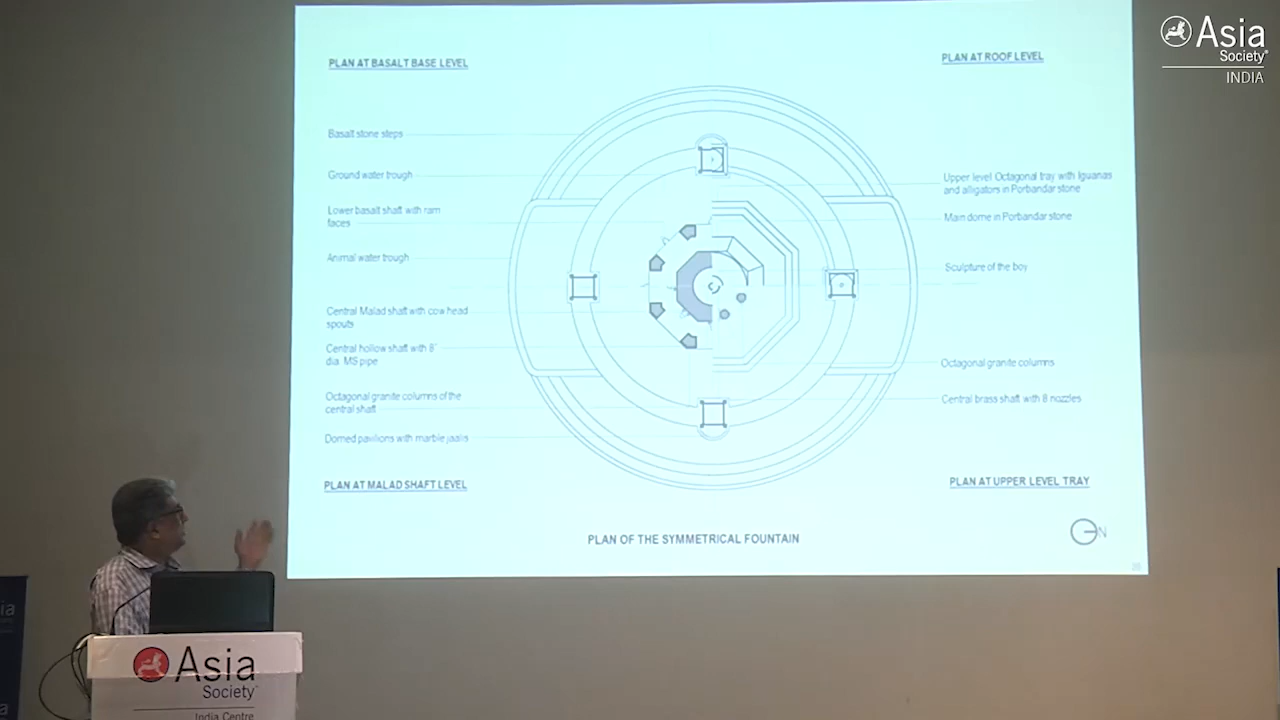 Asia
Society
INDIA
PLAN AT BASALT BASE LEVEL
PLAN AT ROOF LEVEL
Basalt stone steps
Ground water trough
Lower basalt shaft with ram
faces
Animal water trough
Central Malad shaft with cow head
spouts
Central hollow shaft with 8"
dia. MS pipe
Octagonal granite columns of the
central shaft
Domed pavilions with marble jaalis
Upper level Octagonal tray with Iguanas
and alligators in Porbandar stone
Main dome in Porbandar stone
Sculpture of the boy
Octagonal granite columns
Central brass shaft with 8 nozzles
PLAN AT MALAD SHAFT LEVEL
PLAN AT UPPER LEVEL TRAY
PLAN OF THE SYMMETRICAL FOUNTAIN
N
Asia
Society
India Centre
ia